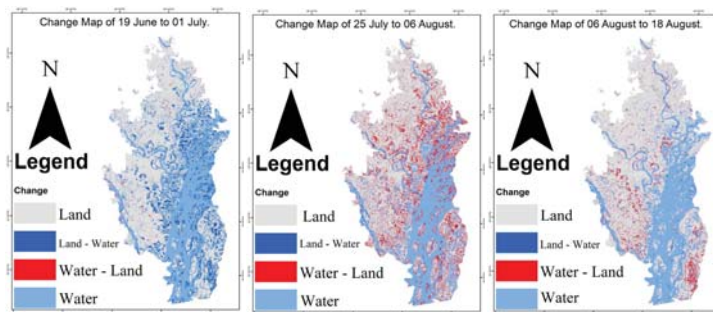 Change Map of 19 June to 01 July.
N
Legend
Change
Land
Land - Water
Water - Land
Water
Change Map of 25 July to 06 August.
N
Legend
Change
Land
Land - Water
Water - Land
Water
Change Map of 06 August to 18 August.
N
Legend
Change
Land
Land - Water
Water - Land
Water